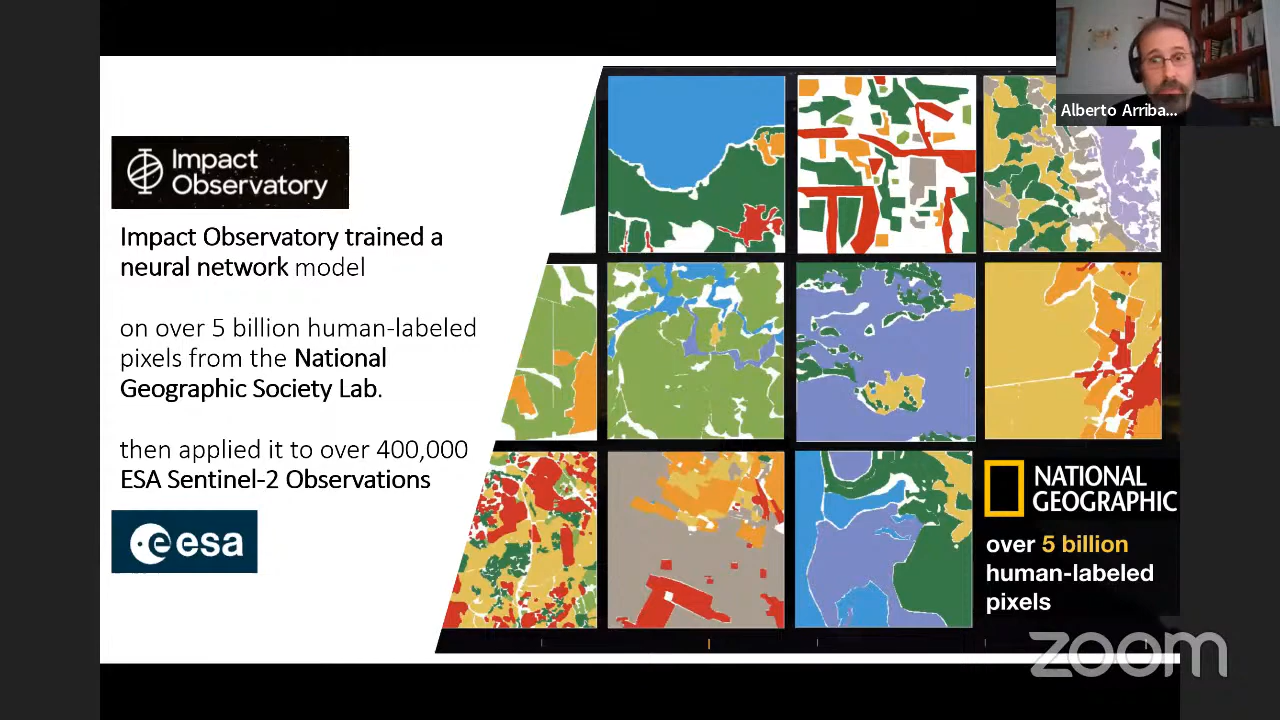 Alberto Arriba...
Impact
Observatory
Impact Observatory trained a
neural network model
on over 5 billion human-labeled
pixels from the National
Geographic Society Lab.
then applied it to over 400,000
ESA Sentinel-2 Observations
esa
NATIONAL
GEOGRAPHIC
over 5 billion
human-labeled
pixels
zoom